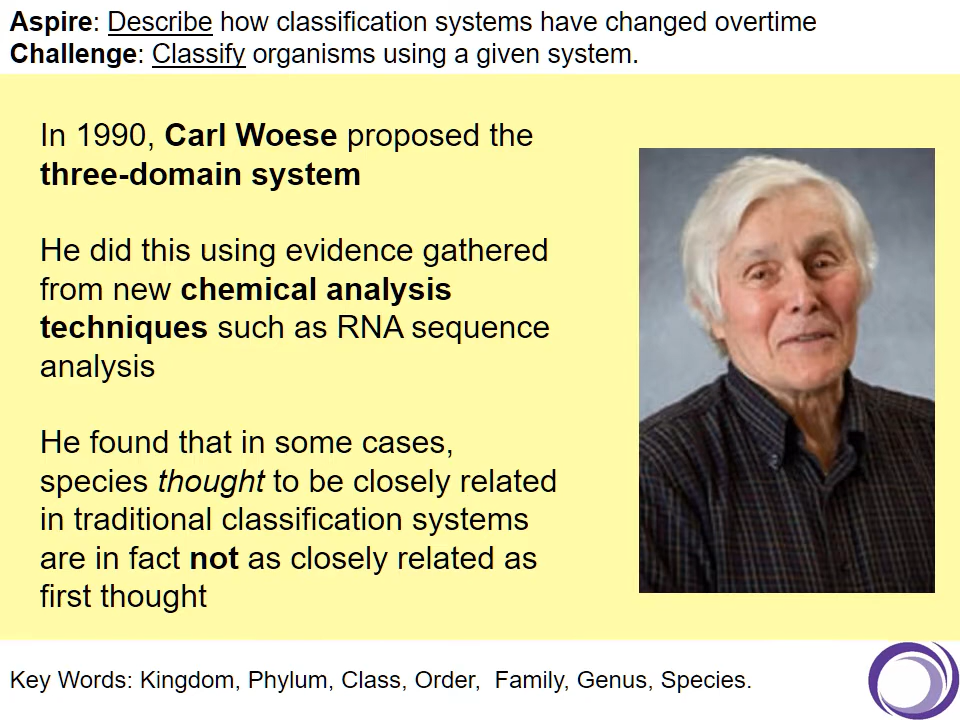 Aspire: Describe how classification systems have changed overtime
Challenge: Classify organisms using a given system.
In 1990, Carl Woese proposed the
three-domain system
He did this using evidence gathered
from new chemical analysis
techniques such as RNA sequence
analysis
He found that in some cases,
species thought to be closely related
in traditional classification systems
are in fact not as closely related as
first thought
Key Words: Kingdom, Phylum, Class, Order,  Family, Genus, Species.